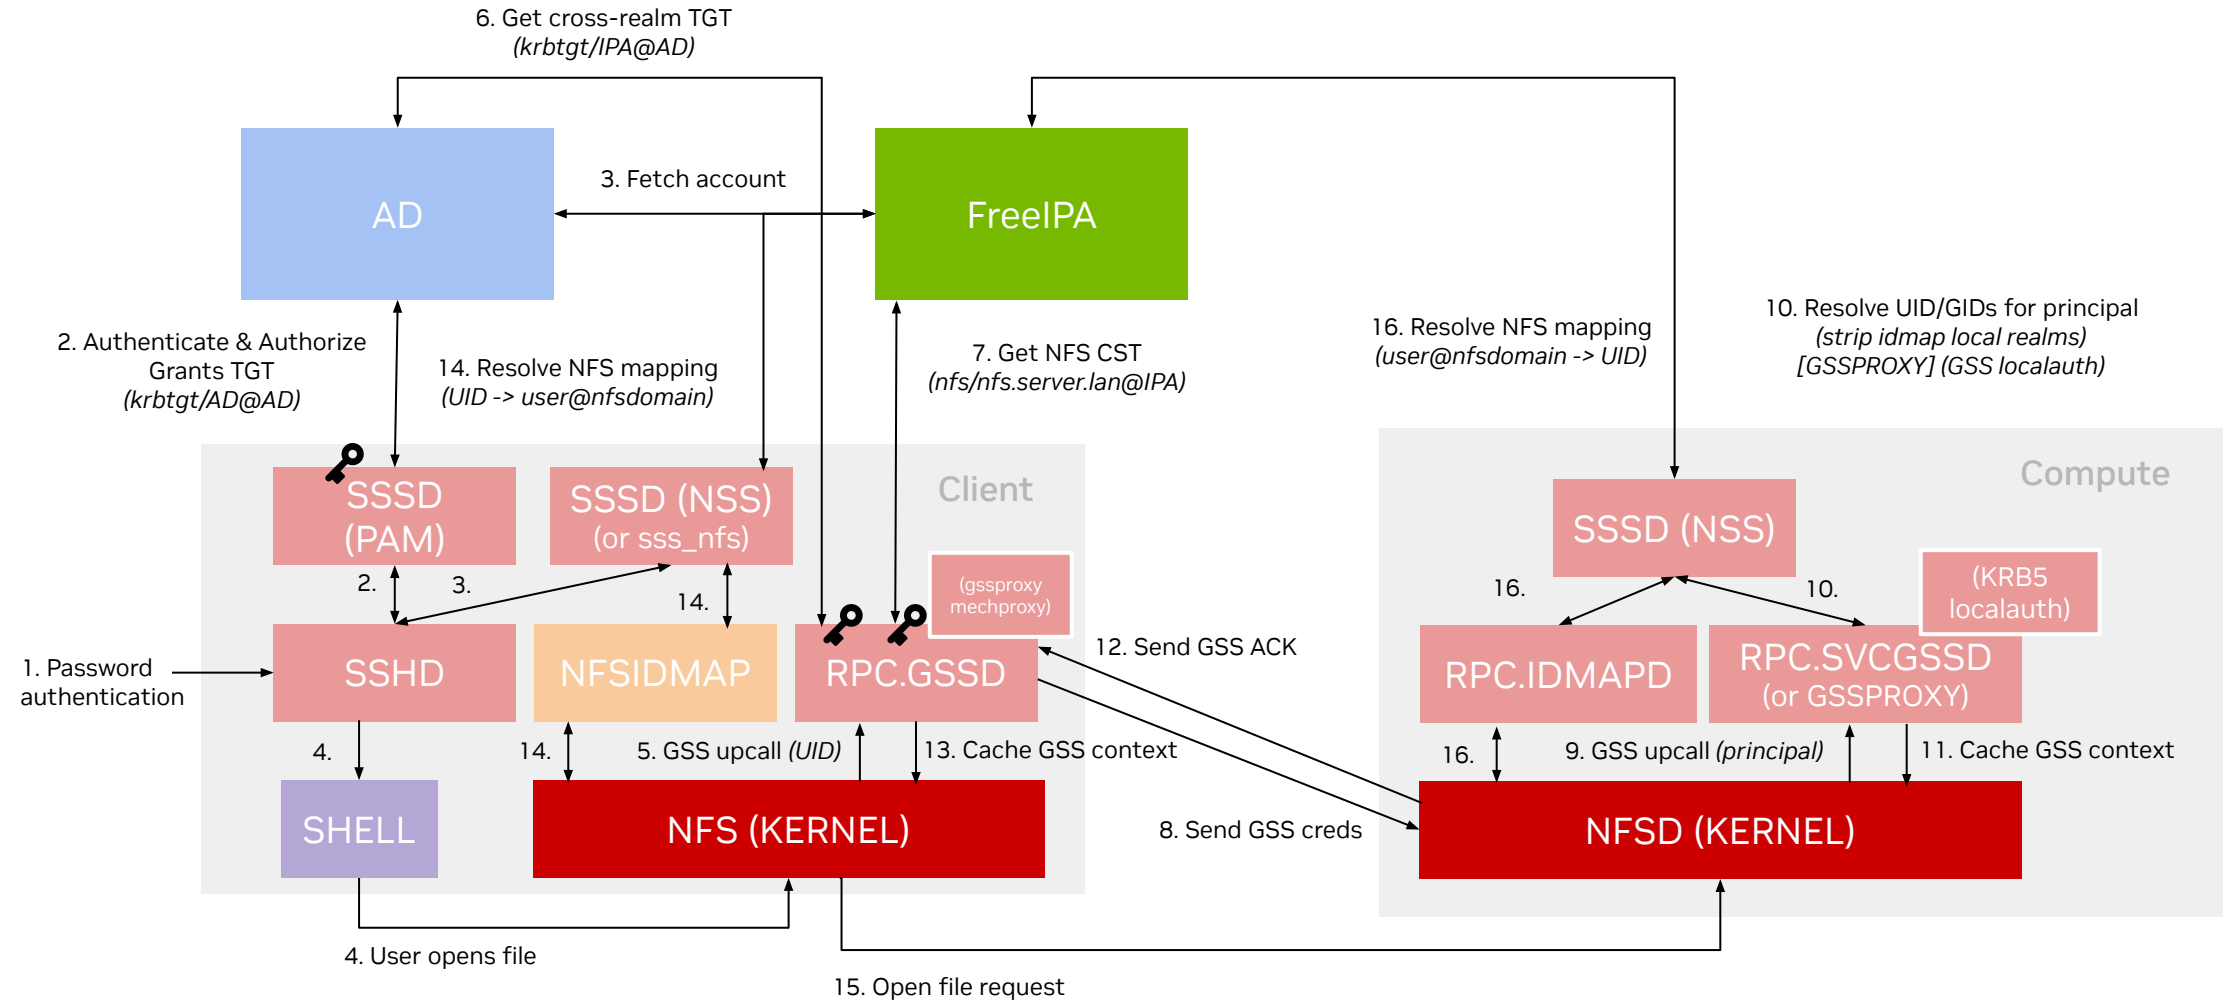 6. Get cross-realm TGT
(krbtgt/IPA@AD)
AD
3. Fetch account
FreeIPA
2. Authenticate & Authorize
Grants TGT
(krbtgt/AD@AD)
14. Resolve NFS mapping
(UID -> user@nfsdomain)
7. Get NFS CST
(nfs/nfs.server.lan@IPA)
16. Resolve NFS mapping
(user@nfsdomain -> UID)
10. Resolve UID/GIDs for principal
(strip idmap local realms)
[GSSPROXY] (GSS localauth)
Client
SSSD
(PAM)
SSSD (NSS)
(or sss_nfs)
2.
3.
14.
(gssproxy
mechproxy)
1. Password
authentication
SSHD
NFSIDMAP
RPC.GSSD
12. Send GSS ACK
4.
14.
5. GSS upcall (UID)
13. Cache GSS context
SHELL
NFS (KERNEL)
8. Send GSS creds
4. User opens file
15. Open file request
Compute
SSSD (NSS)
16.
10.
(KRB5
localauth)
RPC.IDMAPD
RPC.SVCGSSD
(or GSSPROXY)
16.
9. GSS upcall (principal)
11. Cache GSS context
NFSD (KERNEL)